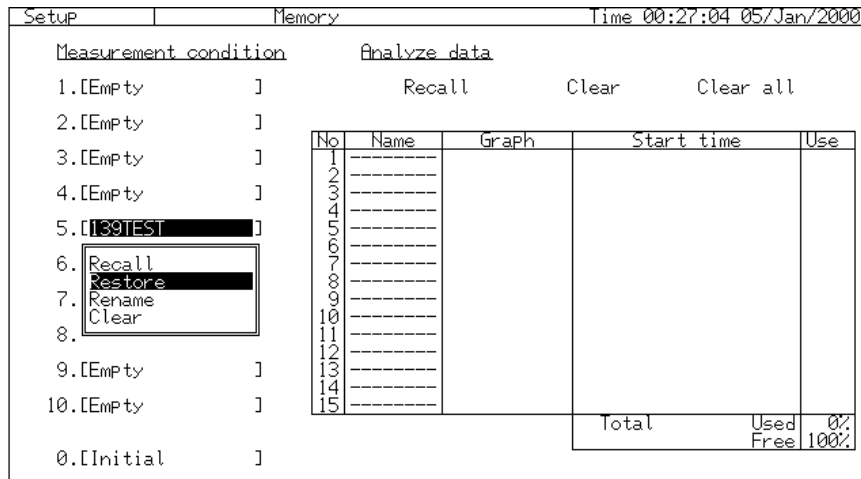 Setup Memory Time 00:27:04 05/Jan/2000
Measurement condition Analyze data
1.[Empty ] Recall Clear Clear all
2.[Empty ]
No Name Graph Start time Use
3.[Empty ]
1 --------
2 --------
4.[Empty ]
3 --------
4 --------
5.[139TEST ]
5 --------
6 --------
6.
Recall
7 --------
Restore
8 --------
7.
Rename
9 --------
Clear
10 --------
8.
11 --------
12 --------
9.[Empty ]
13 --------
14 --------
10.[Empty ]
15 --------
Total Used 0%
Free 100%
0.[Initial ]